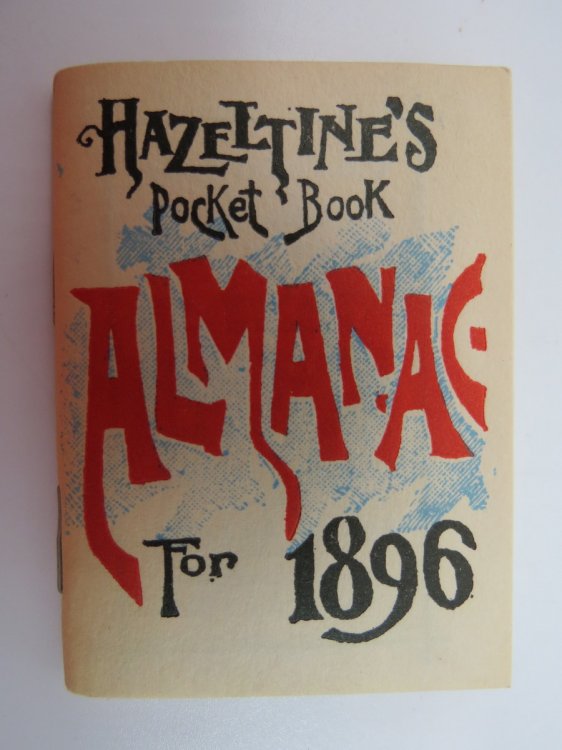 HAZELTINE'S
POCKET BOOK
ALMANAC
For 1896